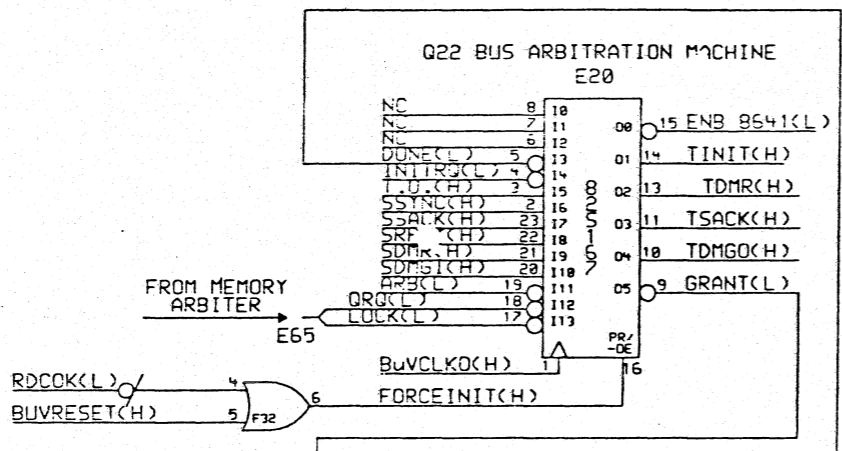 Q22 BUS ARBITRATION MACHINE
E20
NC 8 I0
NC 7 I1
NC 6 I2
DONE(L) 5 I3
INITRQ(L) 4 I4
T.O.(H) 3 I5
SSYNC(H) 2 I6
SSACK(H) 23 I7
22 I8
SDMR(H) 21 I9
SDMGI(H) 20 I10
ARB(L) 19 I11
QRQ(L) 18 I12
LOCK(L) 17 I13
82S167
O0 15 ENB 8641(L)
O1 14 TINIT(H)
O2 13 TDMR(H)
O3 11 TSACK(H)
O4 10 TDMGO(H)
O5 9 GRANT(L)
PR/
-OE
16
FROM MEMORY
ARBITER
E65
BuVCLKO(H) 1
RDCOK(L) 4
BUVRESET(H) 5
F32
6 FORCEINIT(H)